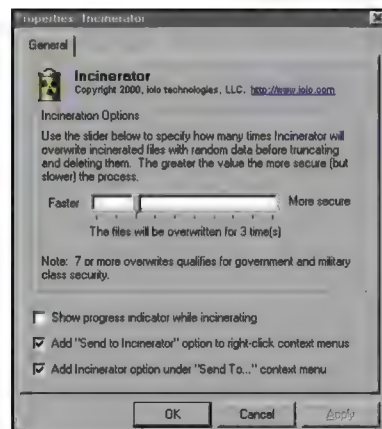 Properties: Incinerator
General
Incinerator
Copyright 2000, iolo technologies, LLC. http://www.iolo.com
Incineration Options
Use the slider below to specify how many times Incinerator will
overwrite incinerated files with random data before truncating
and deleting them. The greater the value the more secure (but
slower) the process.
Faster More secure
The files will be overwritten for 3 time(s)
Note: 7 or more overwrites qualifies for government and military
class security.
Show progress indicator while incinerating
Add "Send to Incinerator" option to right-click context menus
Add Incinerator option under "Send To..." context menu
OK Cancel Apply